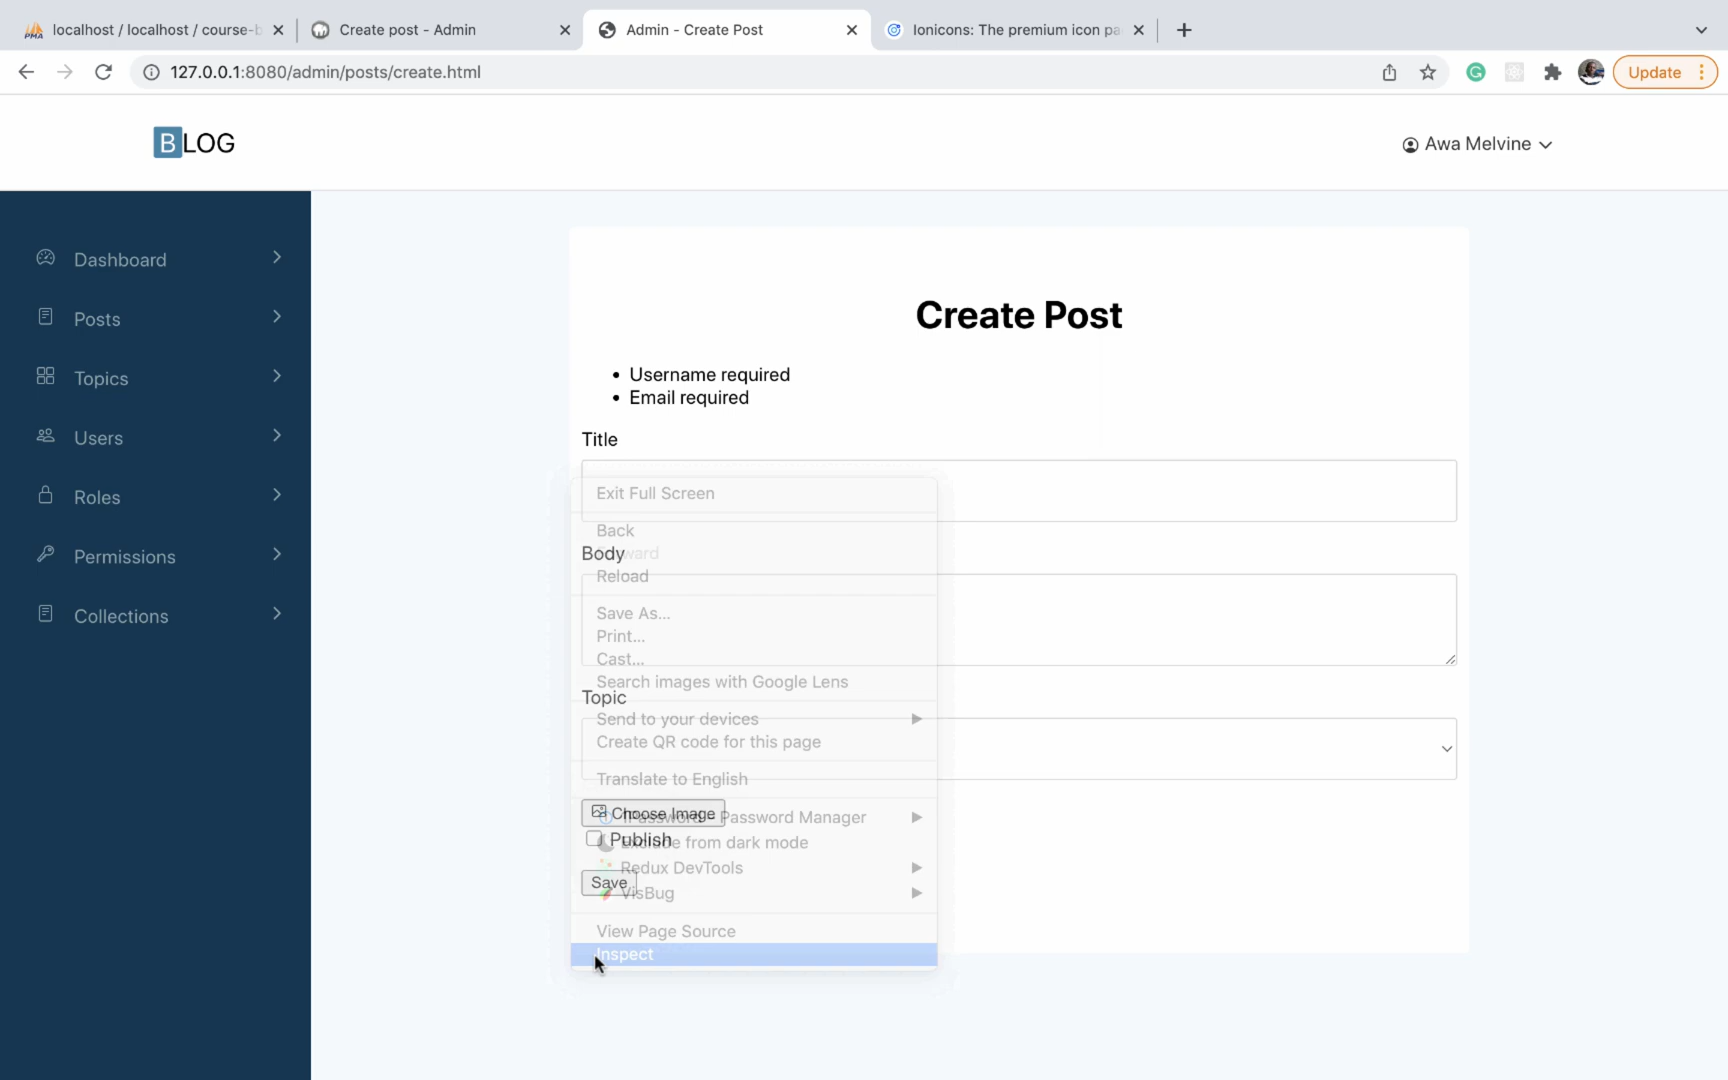 localhost / localhost / course-b
Create post - Admin
Admin - Create Post
Ionicons: The premium icon pa
127.0.0.1:8080/admin/posts/create.html
Update
BLOG
Awa Melvine
Dashboard
Posts
Topics
Users
Roles
Permissions
Collections
Create Post
• Username required
• Email required
Title
Exit Full Screen
Back
Body
Forward
Reload
Save As...
Print...
Cast...
Search images with Google Lens
Topic
Send to your devices
Create QR code for this page
Translate to English
Choose Image
1Password – Password Manager
Publish
Exclude from dark mode
Redux DevTools
Save
VisBug
View Page Source
Inspect